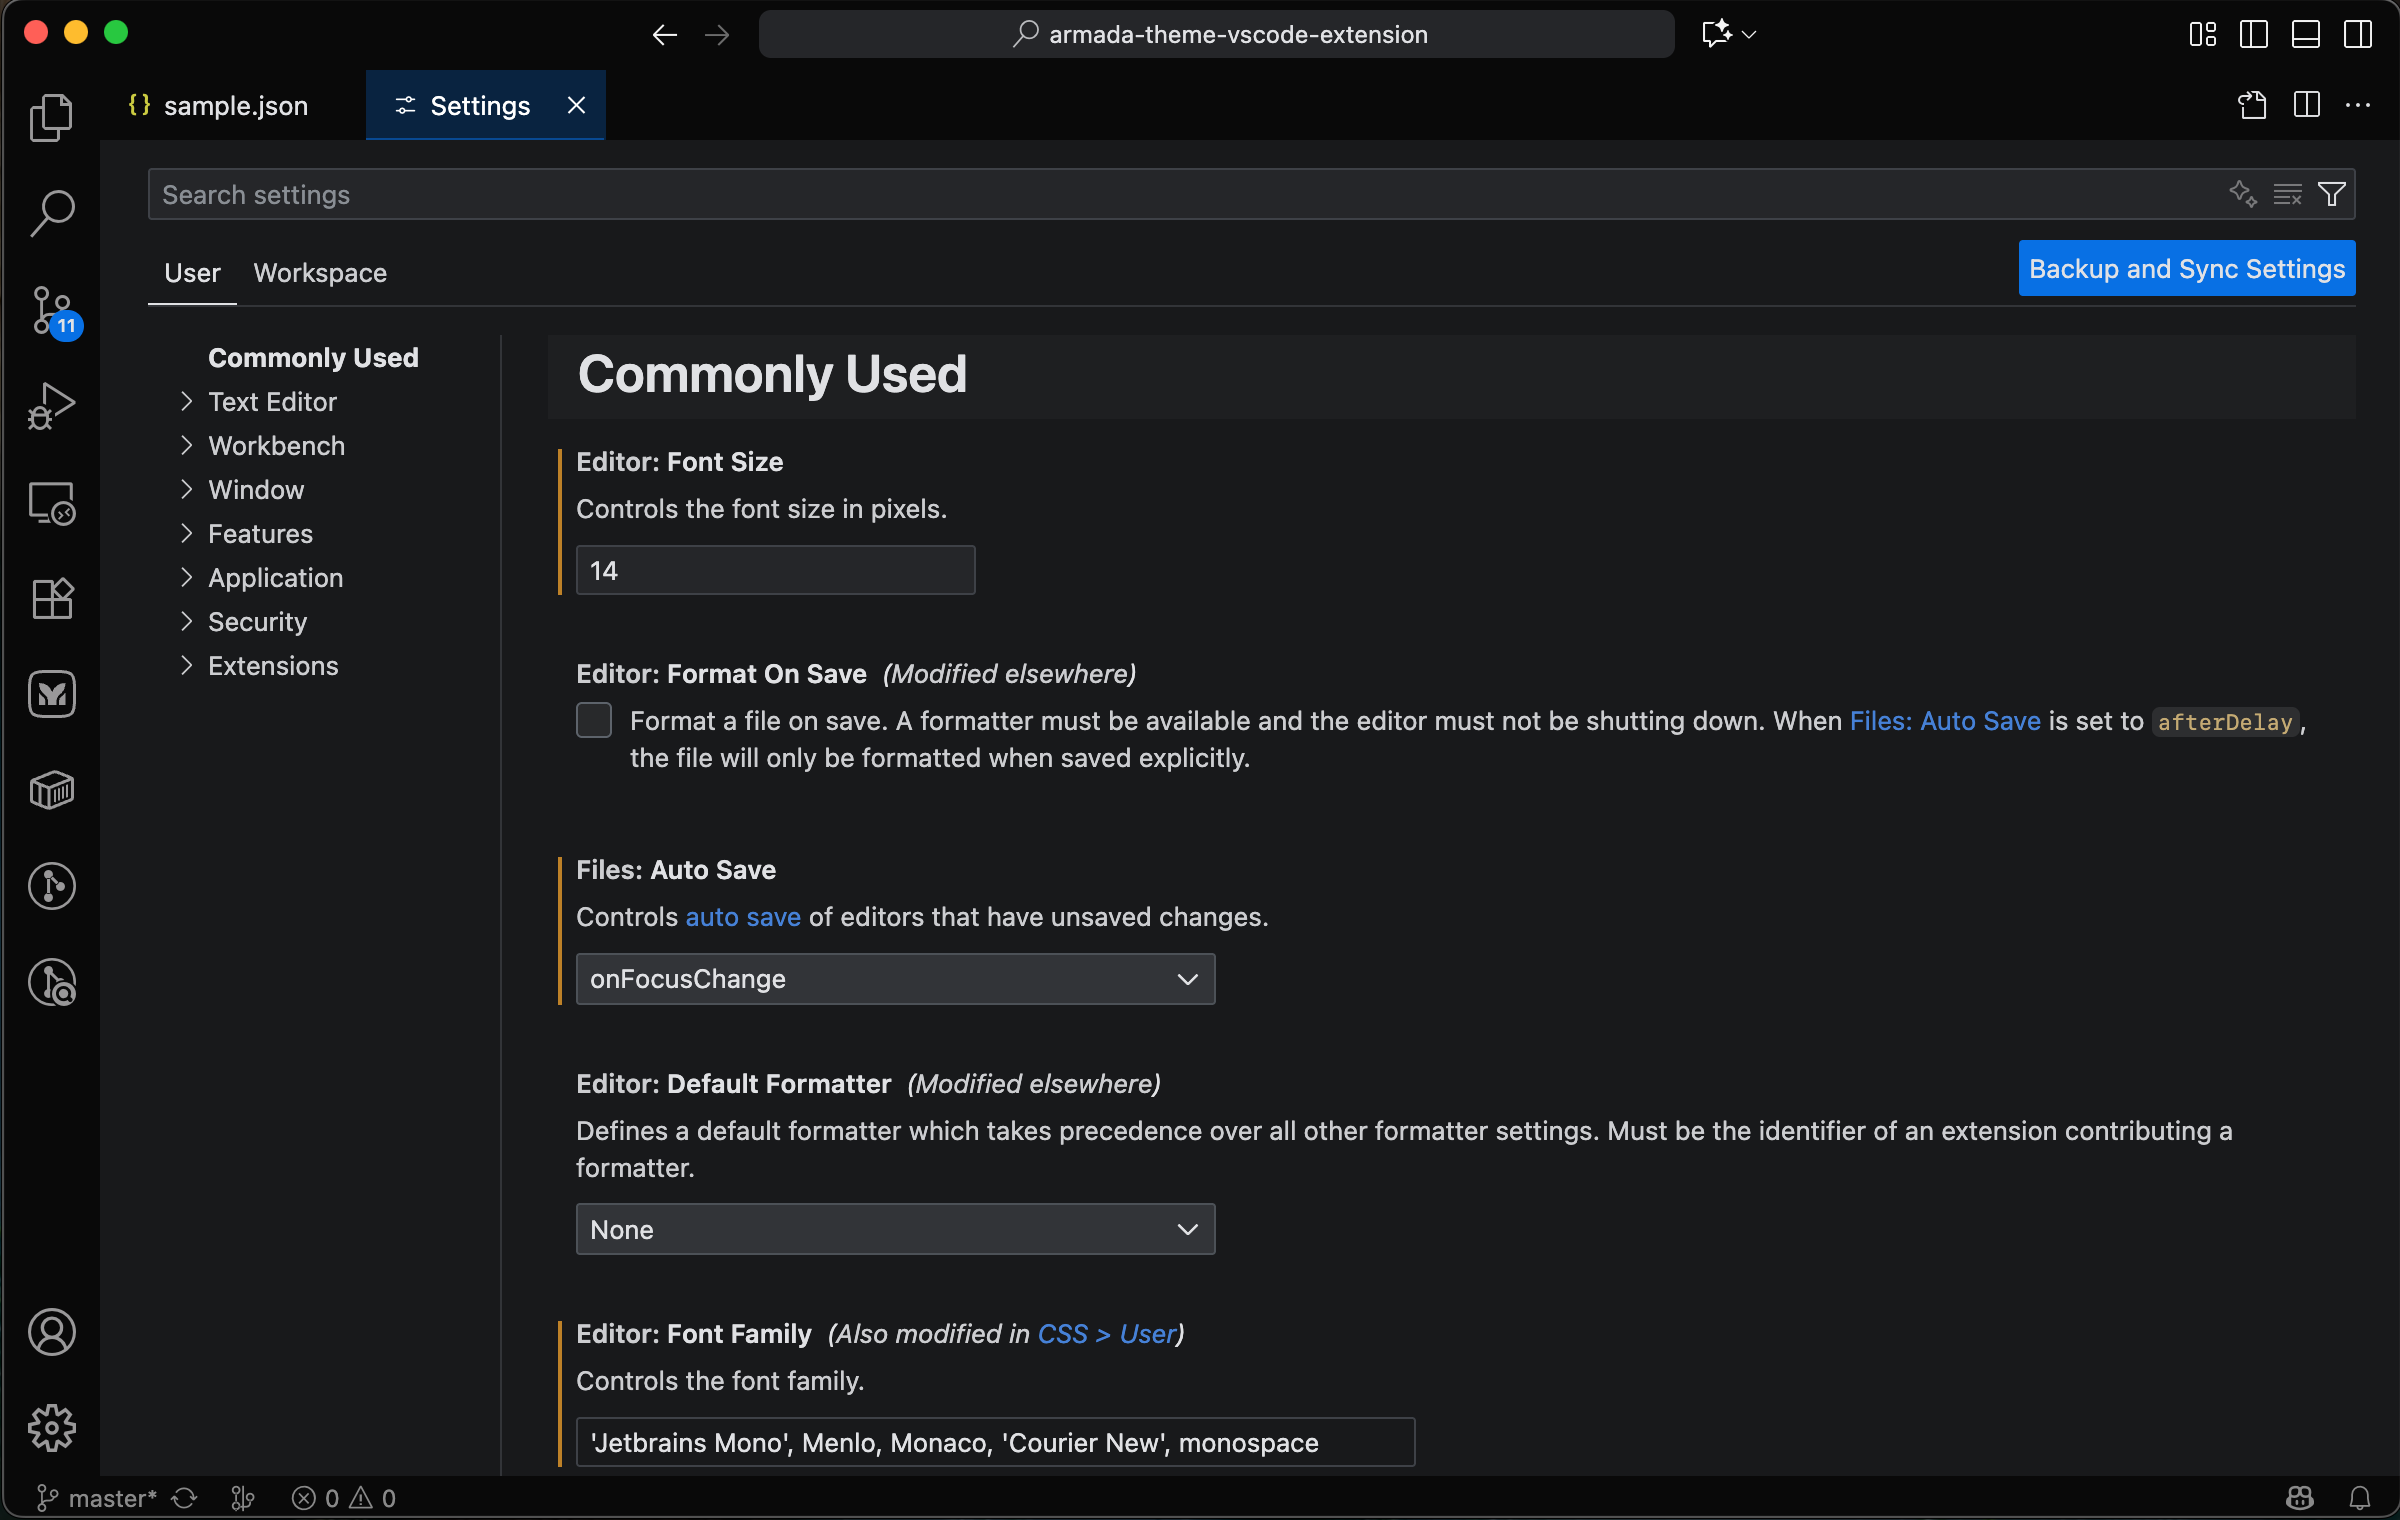 armada-theme-vscode-extension
sample.json
Settings
Search settings
User
Workspace
Backup and Sync Settings
11
Commonly Used
Text Editor
Workbench
Window
Features
Application
Security
Extensions
Commonly Used
Editor: Font Size
Controls the font size in pixels.
14
Editor: Format On Save (Modified elsewhere)
Format a file on save. A formatter must be available and the editor must not be shutting down. When Files: Auto Save is set to afterDelay,
the file will only be formatted when saved explicitly.
Files: Auto Save
Controls auto save of editors that have unsaved changes.
onFocusChange
Editor: Default Formatter (Modified elsewhere)
Defines a default formatter which takes precedence over all other formatter settings. Must be the identifier of an extension contributing a
formatter.
None
Editor: Font Family (Also modified in CSS > User)
Controls the font family.
'Jetbrains Mono', Menlo, Monaco, 'Courier New', monospace
master* 0 0